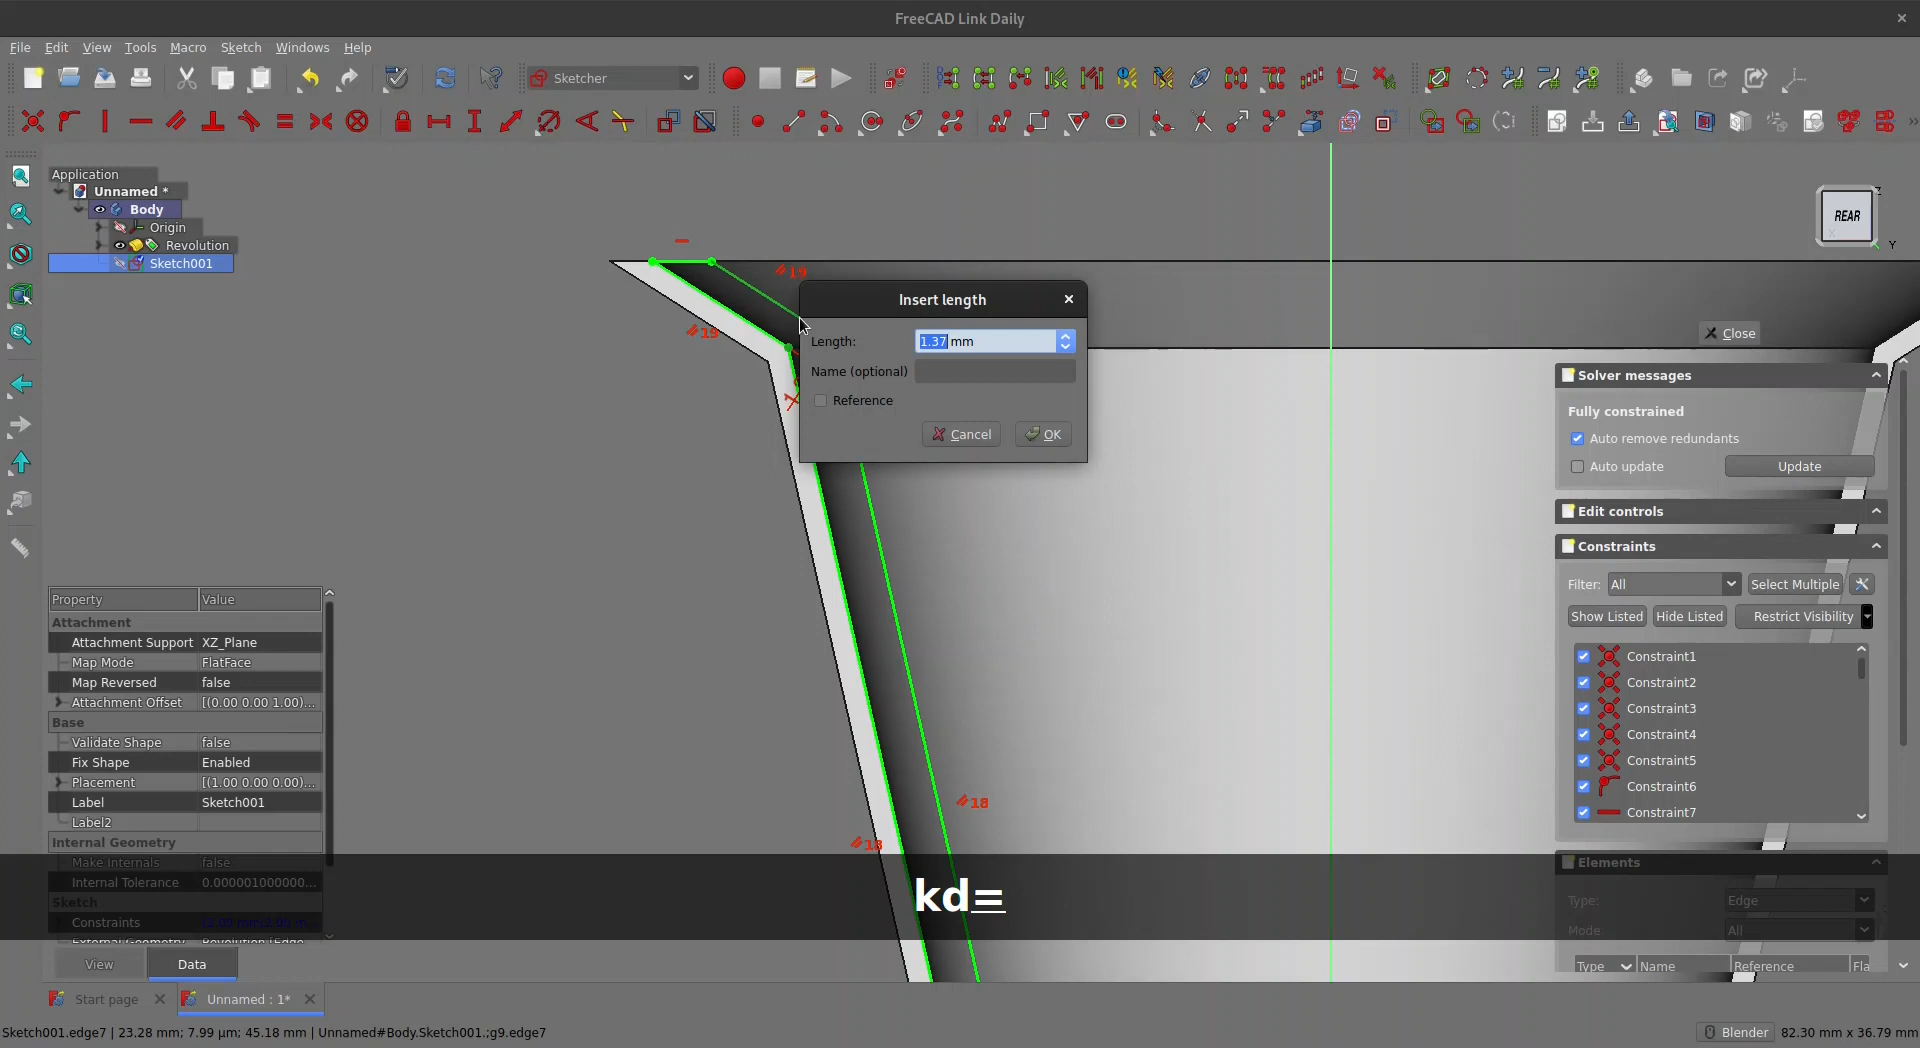 FreeCAD Link Daily
File Edit View Tools Macro Sketch Windows Help
Sketcher
Application
Unnamed *
Body
Origin
Revolution
Sketch001
REAR
Z
X
Y
19
19
18
18
Insert length
Length: 1.37 mm
Name (optional)
Reference
Cancel OK
Close
Solver messages
Fully constrained
Auto remove redundants
Auto update Update
Edit controls
Constraints
Filter: All Select Multiple
Show Listed Hide Listed Restrict Visibility
Constraint1
Constraint2
Constraint3
Constraint4
Constraint5
Constraint6
Constraint7
Elements
Type: Edge
Mode: All
Type Name Reference Fla
Property Value
Attachment
Attachment Support XZ_Plane
Map Mode FlatFace
Map Reversed false
Attachment Offset [(0.00 0.00 1.00)...
Base
Validate Shape false
Fix Shape Enabled
Placement [(1.00 0.00 0.00)...
Label Sketch001
Label2
Internal Geometry
Make Internals false
Internal Tolerance 0.000001000000...
Sketch
Constraints
View Data
kd=
Start page Unnamed : 1*
Sketch001.edge7 | 23.28 mm; 7.99 µm; 45.18 mm | Unnamed#Body.Sketch001.;g9.edge7
Blender 82.30 mm x 36.79 mm